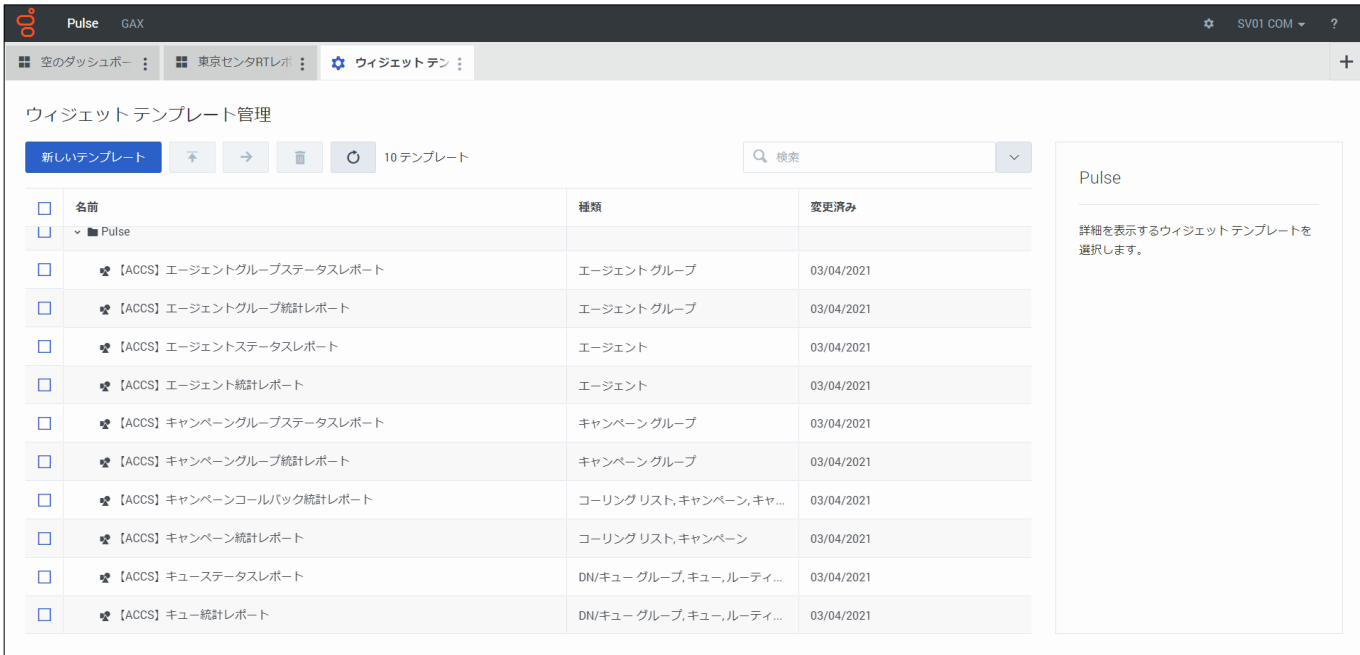 Pulse GAX SV01 COM ?
空のダッシュボー 東京センタRTレポ ウィジェット テン
ウィジェット テンプレート管理
新しいテンプレート 10 テンプレート 検索
名前 種類 変更済み
Pulse
【ACCS】エージェントグループステータスレポート エージェント グループ 03/04/2021
【ACCS】エージェントグループ統計レポート エージェント グループ 03/04/2021
【ACCS】エージェントステータスレポート エージェント 03/04/2021
【ACCS】エージェント統計レポート エージェント 03/04/2021
【ACCS】キャンペーングループステータスレポート キャンペーン グループ 03/04/2021
【ACCS】キャンペーングループ統計レポート キャンペーン グループ 03/04/2021
【ACCS】キャンペーンコールバック統計レポート コーリング リスト, キャンペーン, キャ... 03/04/2021
【ACCS】キャンペーン統計レポート コーリング リスト, キャンペーン 03/04/2021
【ACCS】キューステータスレポート DN/キュー グループ, キュー, ルーティ... 03/04/2021
【ACCS】キュー統計レポート DN/キュー グループ, キュー, ルーティ... 03/04/2021
Pulse
詳細を表示するウィジェット テンプレートを
選択します。